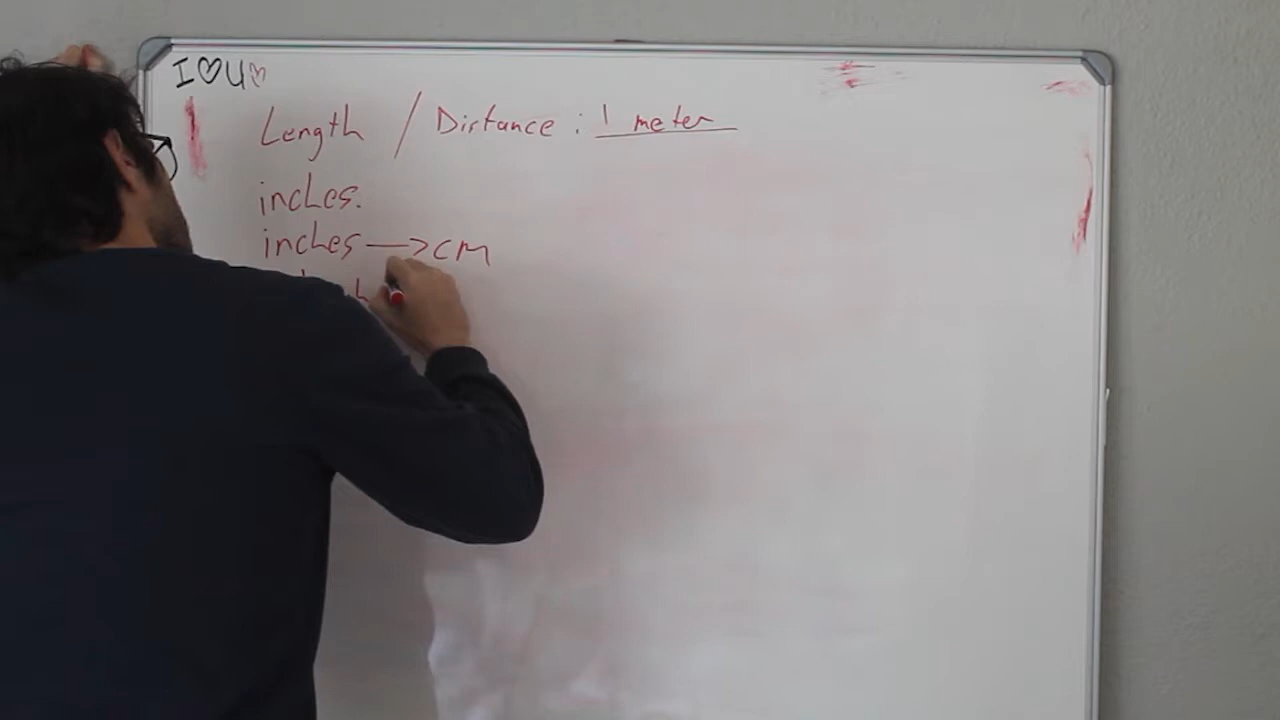 I♡U♡
Length / Distance: 1 meter
inches.
inches → cm